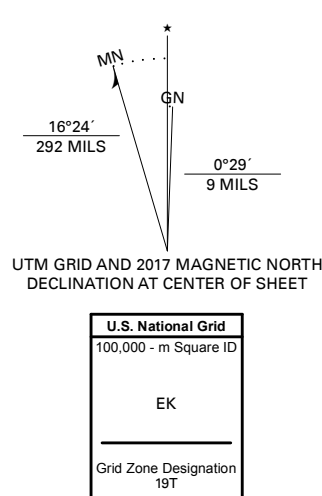 ★
MN
GN
16°24´
292 MILS
0°29´
9 MILS
UTM GRID AND 2017 MAGNETIC NORTH
DECLINATION AT CENTER OF SHEET
U.S. National Grid
100,000 - m Square ID
EK
Grid Zone Designation
19T